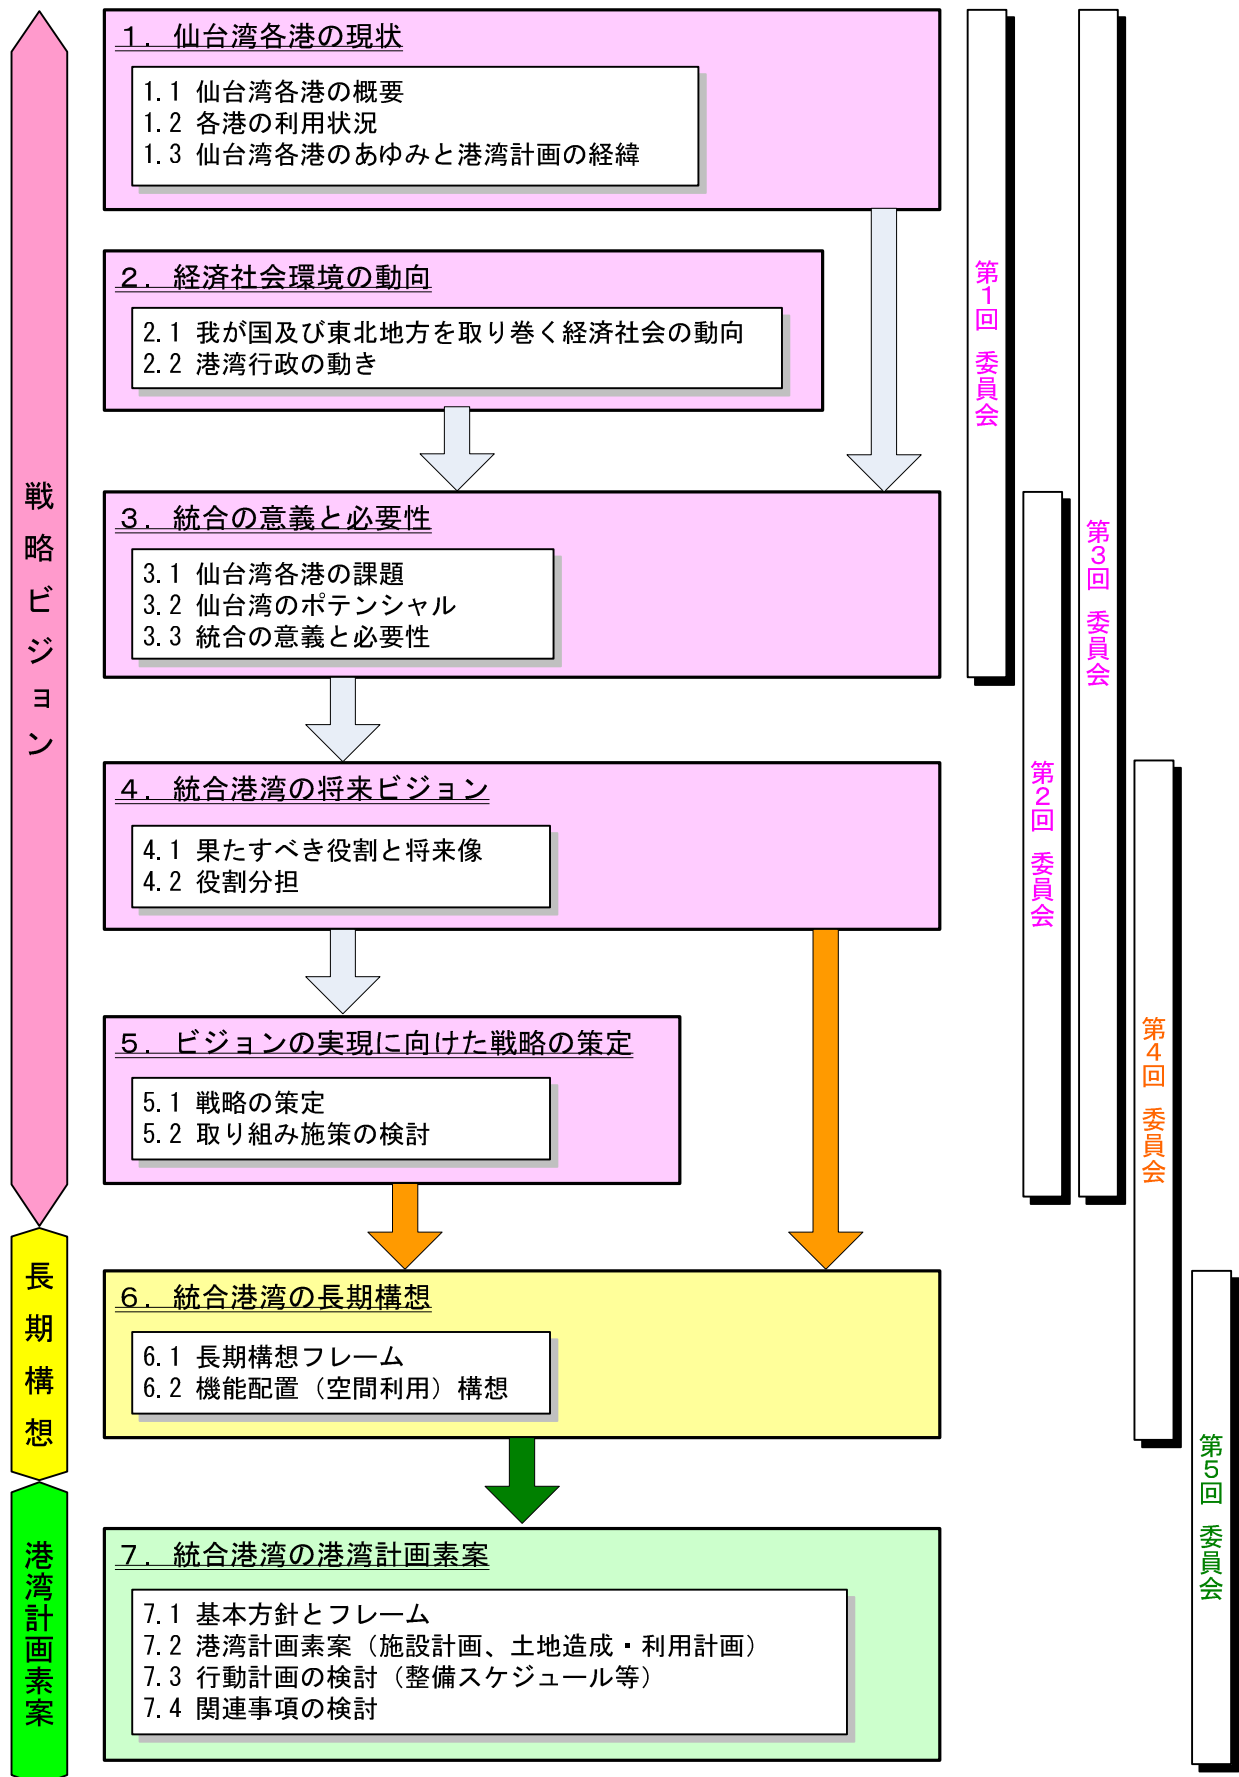 戦略ビジョン
長期構想
港湾計画素案
１．仙台湾各港の現状
1.1 仙台湾各港の概要
1.2 各港の利用状況
1.3 仙台湾各港のあゆみと港湾計画の経緯
２．経済社会環境の動向
2.1 我が国及び東北地方を取り巻く経済社会の動向
2.2 港湾行政の動き
３．統合の意義と必要性
3.1 仙台湾各港の課題
3.2 仙台湾のポテンシャル
3.3 統合の意義と必要性
４．統合港湾の将来ビジョン
4.1 果たすべき役割と将来像
4.2 役割分担
５．ビジョンの実現に向けた戦略の策定
5.1 戦略の策定
5.2 取り組み施策の検討
６．統合港湾の長期構想
6.1 長期構想フレーム
6.2 機能配置（空間利用）構想
７．統合港湾の港湾計画素案
7.1 基本方針とフレーム
7.2 港湾計画素案（施設計画、土地造成・利用計画）
7.3 行動計画の検討（整備スケジュール等）
7.4 関連事項の検討
第１回 委員会
第２回 委員会
第３回 委員会
第４回 委員会
第５回 委員会